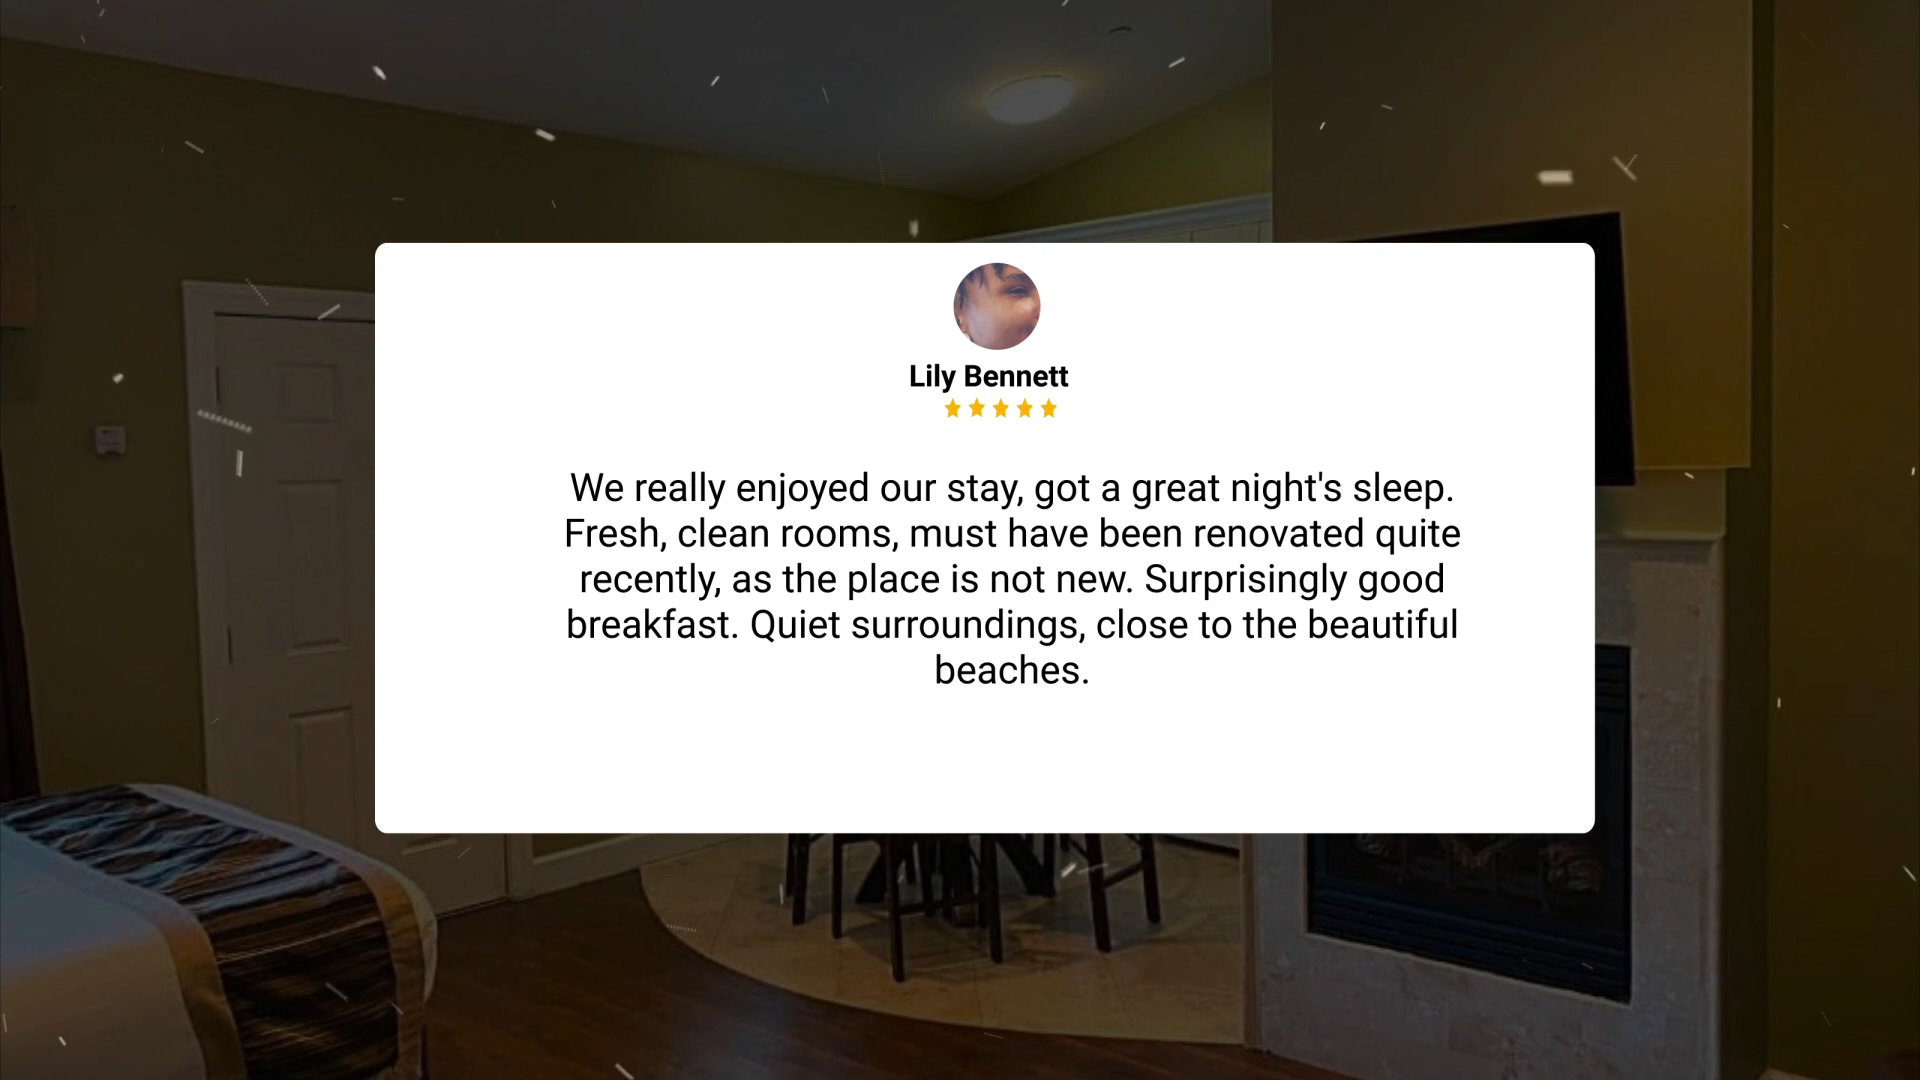 Lily Bennett
We really enjoyed our stay, got a great night's sleep.
Fresh, clean rooms, must have been renovated quite
recently, as the place is not new. Surprisingly good
breakfast. Quiet surroundings, close to the beautiful
beaches.